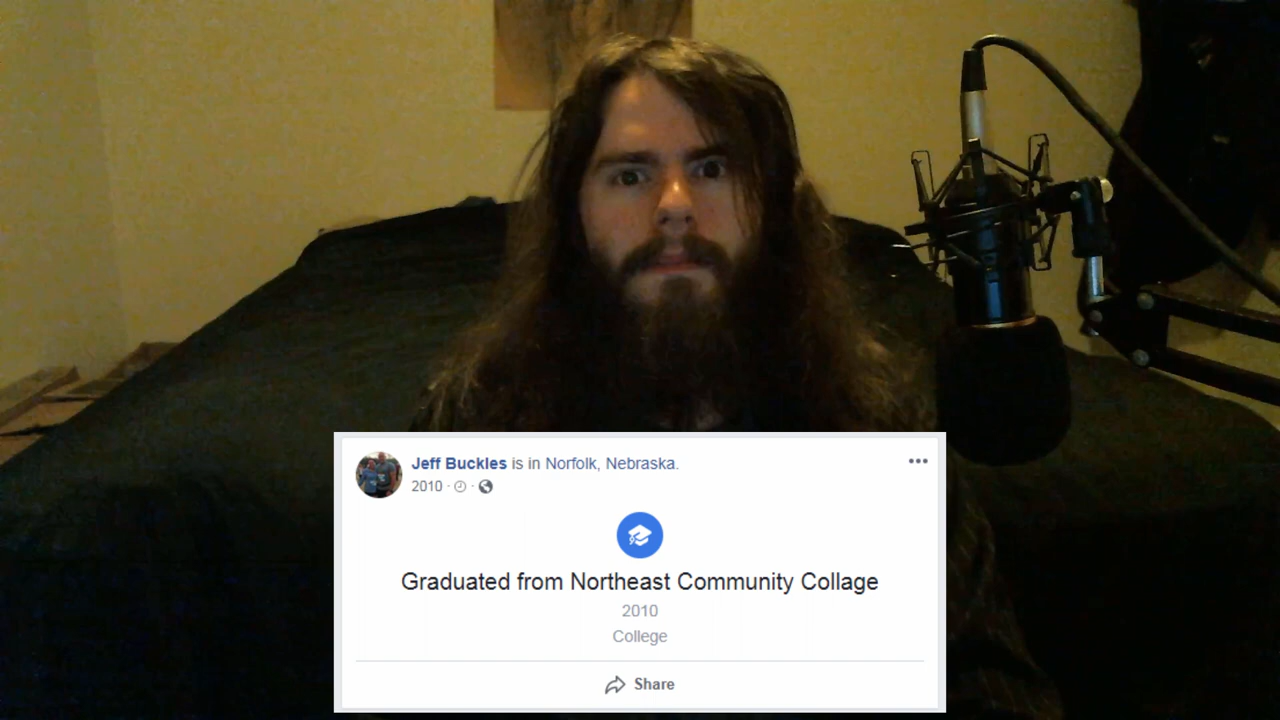 Jeff Buckles is in Norfolk, Nebraska.
2010
Graduated from Northeast Community Collage
2010
College
Share